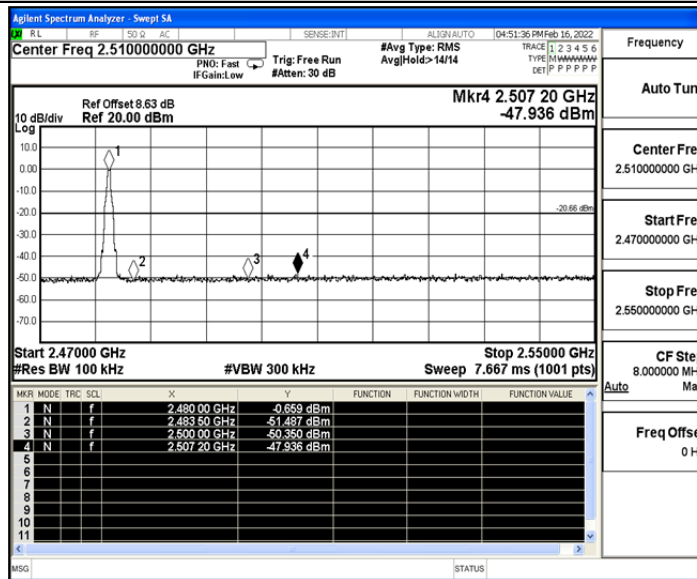 Agilent Spectrum Analyzer - Swept SA
LXI RL RF 50 Ω AC SENSE:INT ALIGN AUTO 04:51:36 PM Feb 16, 2022
Center Freq 2.510000000 GHz
PNO: Fast
IFGain:Low
Trig: Free Run
#Atten: 30 dB
#Avg Type: RMS
Avg|Hold:>14/14
TRACE 1 2 3 4 5 6
TYPE M WWWWW
DET P P P P P P
Ref Offset 8.63 dB
10 dB/div Ref 20.00 dBm
Log
Mkr4 2.507 20 GHz
-47.936 dBm
10.0
0.00
-10.0
-20.0
-30.0
-40.0
-50.0
-60.0
-70.0
1
2
3
4
-20.66 dBm
Start 2.47000 GHz Stop 2.55000 GHz
#Res BW 100 kHz #VBW 300 kHz Sweep 7.667 ms (1001 pts)
MKR MODE TRC SCL X Y FUNCTION FUNCTION WIDTH FUNCTION VALUE
1 N f 2.480 00 GHz -0.659 dBm
2 N f 2.483 50 GHz -51.487 dBm
3 N f 2.500 00 GHz -50.350 dBm
4 N f 2.507 20 GHz -47.936 dBm
5
6
7
8
9
10
11
MSG STATUS
Frequency
Auto Tun
Center Fre
2.510000000 GH
Start Fre
2.470000000 GH
Stop Fre
2.550000000 GH
CF Ste
8.000000 MH
Auto Ma
Freq Offse
0 H